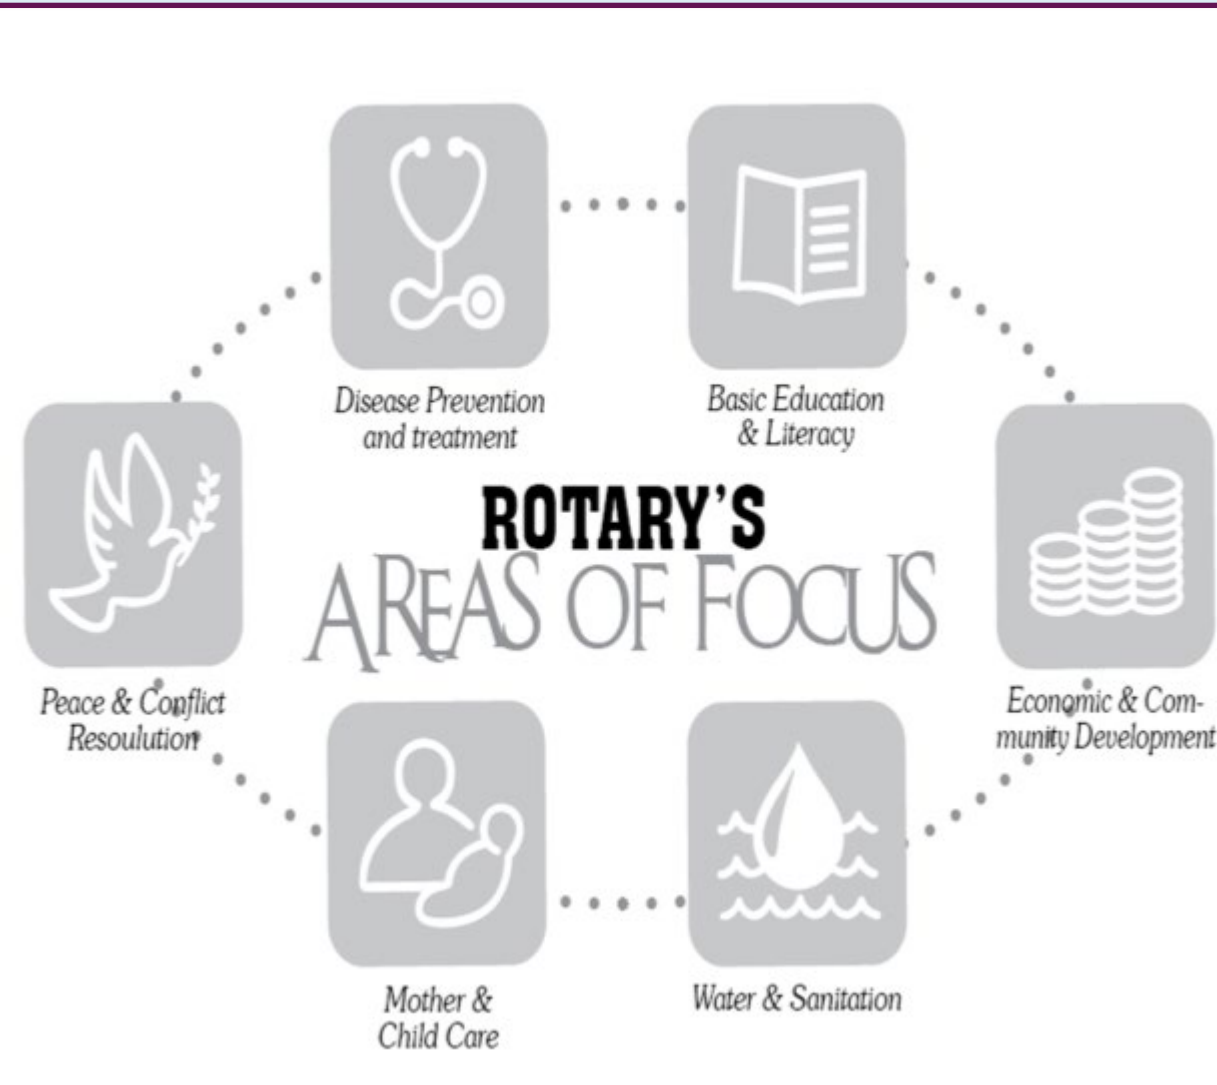 Disease Prevention
and treatment
Basic Education
& Literacy
ROTARY'S
AREAS OF FOCUS
Peace & Conflict
Resoulution
Economic & Com-
munity Development
Mother &
Child Care
Water & Sanitation